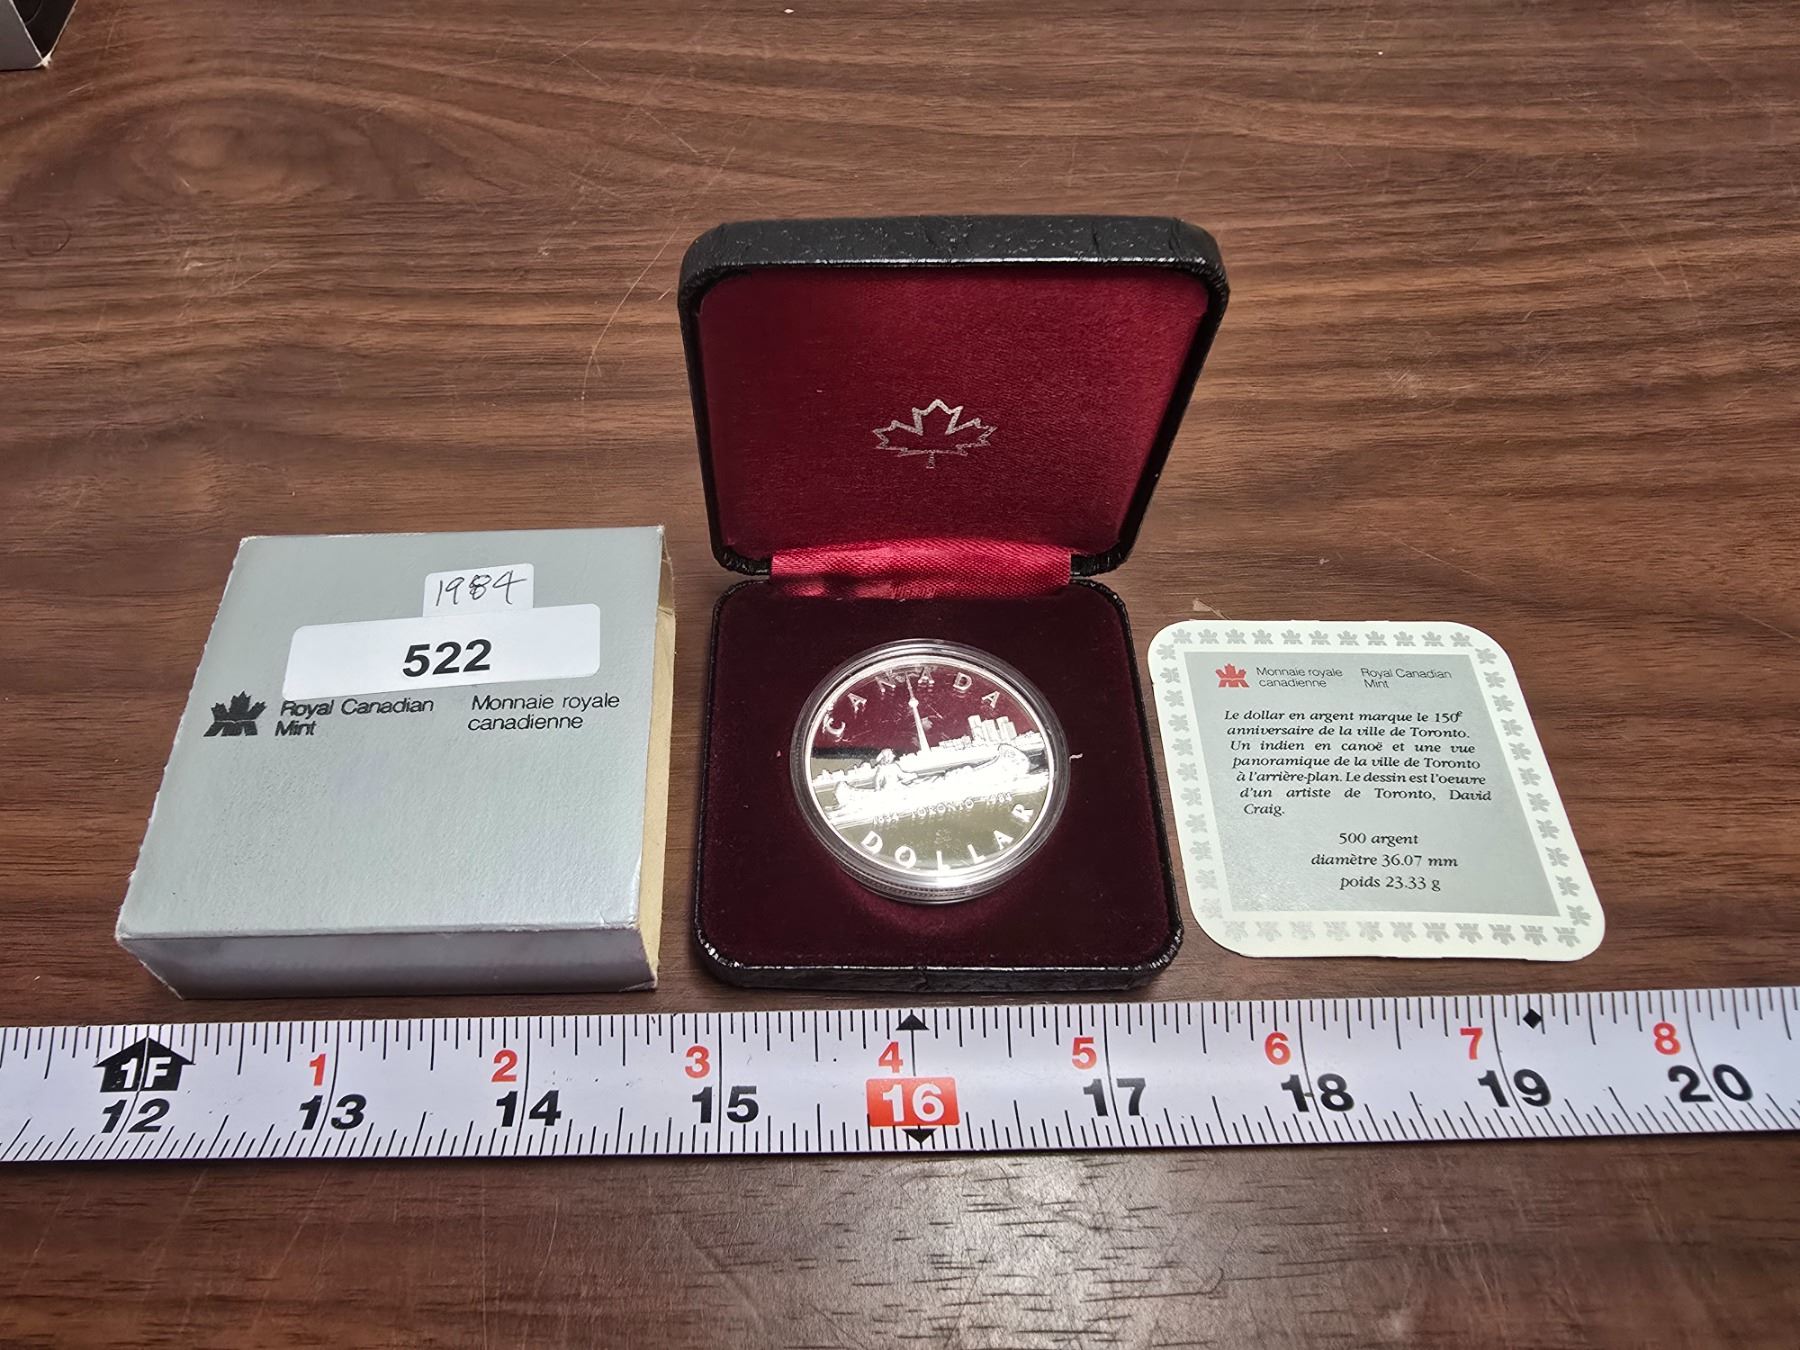 1984
522
Royal Canadian Mint
Monnaie royale canadienne
CANADA
1834 TORONTO 1984
DOLLAR
Monnaie royale canadienne
Royal Canadian Mint
Le dollar en argent marque le 150e
anniversaire de la ville de Toronto.
Un indien en canoë et une vue
panoramique de la ville de Toronto
à l'arrière-plan. Le dessin est l'oeuvre
d'un artiste de Toronto, David
Craig.
500 argent
diamètre 36.07 mm
poids 23.33 g
1F 1 2 3 4 5 6 7 8
12 13 14 15 16 17 18 19 20